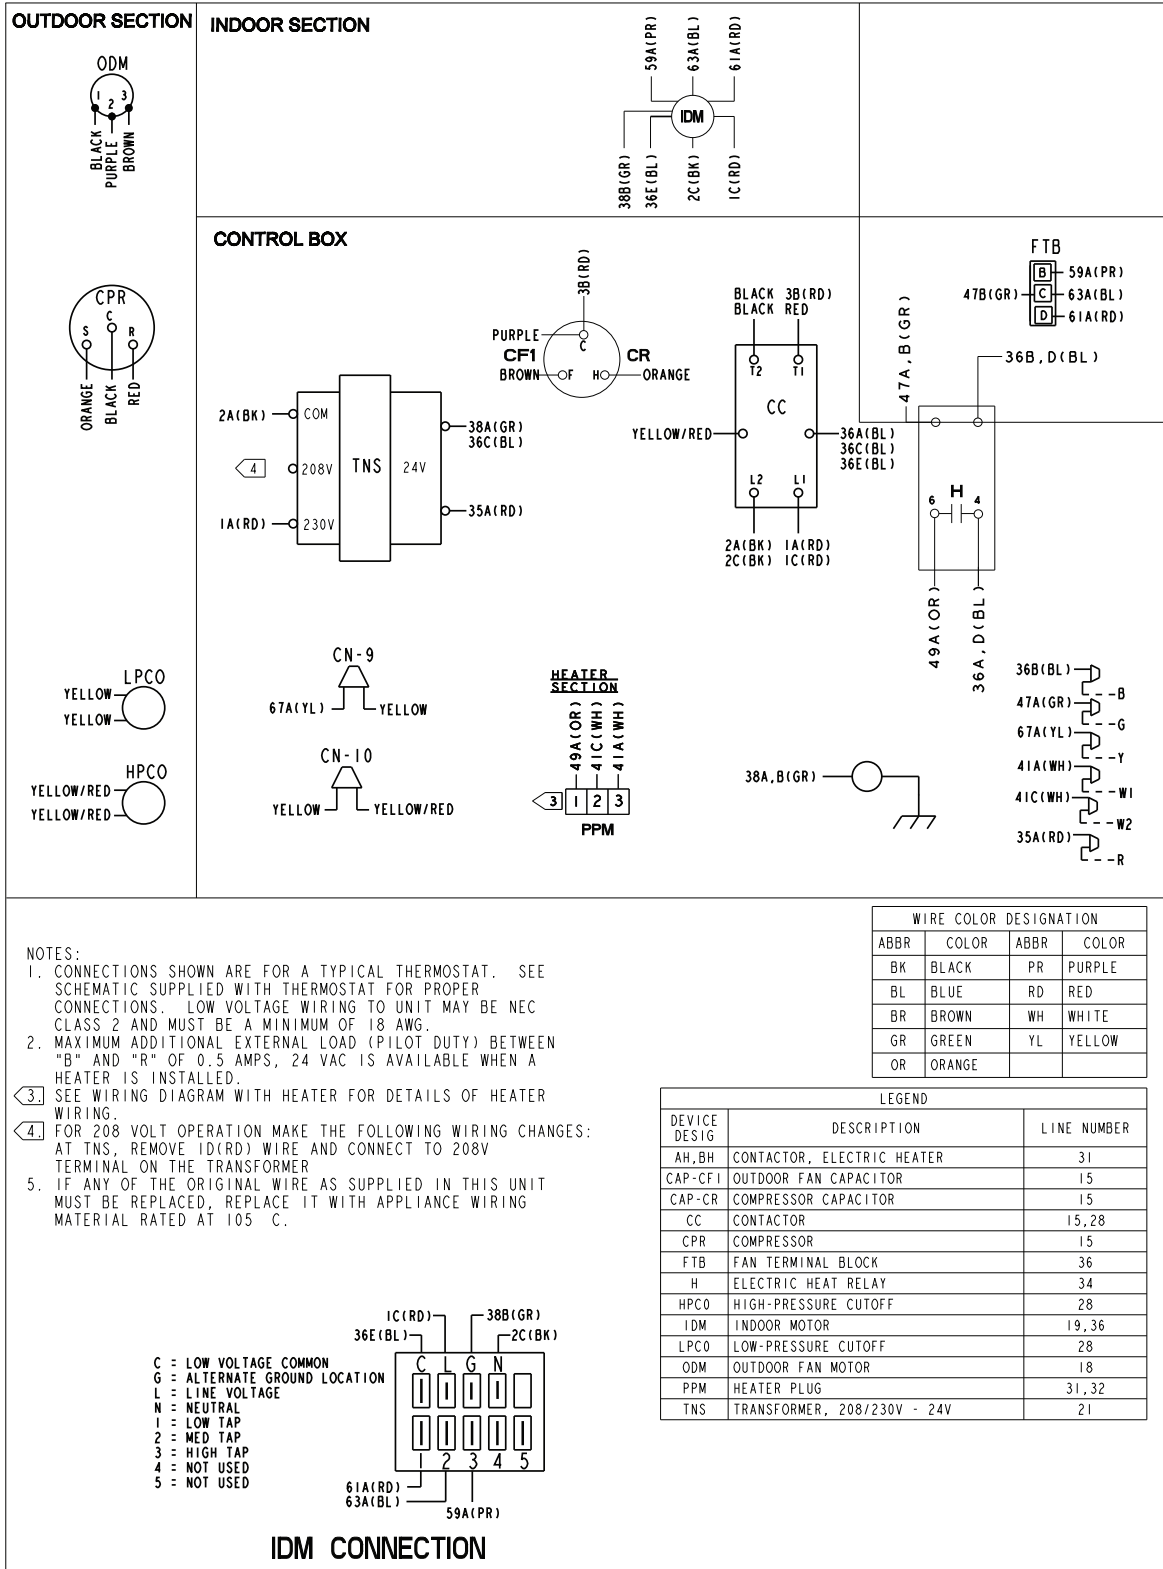 OUTDOOR SECTION
INDOOR SECTION
ODM
1 2 3
BLACK
PURPLE
BROWN
59A(PR)
63A(BL)
61A(RD)
IDM
38B(GR)
36E(BL)
2C(BK)
1C(RD)
CONTROL BOX
CPR
C
S R
ORANGE
BLACK
RED
3B(RD)
PURPLE
C
CF1 CR
BROWN F H ORANGE
BLACK 3B(RD)
BLACK RED
T2 T1
CC
YELLOW/RED
36A(BL)
36C(BL)
36E(BL)
L2 L1
2A(BK) 1A(RD)
2C(BK) 1C(RD)
FTB
B 59A(PR)
47B(GR) C 63A(BL)
D 61A(RD)
47A,B(GR)
36B,D(BL)
H
6 4
49A(OR)
36A,D(BL)
2A(BK) COM
4 208V TNS 24V
1A(RD) 230V
38A(GR)
36C(BL)
35A(RD)
LPCO
YELLOW
YELLOW
HPCO
YELLOW/RED
YELLOW/RED
CN-9
67A(YL) YELLOW
CN-10
YELLOW YELLOW/RED
HEATER
SECTION
49A(OR)
41C(WH)
41A(WH)
3 1 2 3
PPM
38A,B(GR)
36B(BL)
B
47A(GR)
G
67A(YL)
Y
41A(WH)
W1
41C(WH)
W2
35A(RD)
R
NOTES:
1. CONNECTIONS SHOWN ARE FOR A TYPICAL THERMOSTAT. SEE
SCHEMATIC SUPPLIED WITH THERMOSTAT FOR PROPER
CONNECTIONS. LOW VOLTAGE WIRING TO UNIT MAY BE NEC
CLASS 2 AND MUST BE A MINIMUM OF 18 AWG.
2. MAXIMUM ADDITIONAL EXTERNAL LOAD (PILOT DUTY) BETWEEN
"B" AND "R" OF 0.5 AMPS, 24 VAC IS AVAILABLE WHEN A
HEATER IS INSTALLED.
3. SEE WIRING DIAGRAM WITH HEATER FOR DETAILS OF HEATER
WIRING.
4. FOR 208 VOLT OPERATION MAKE THE FOLLOWING WIRING CHANGES:
AT TNS, REMOVE 1D(RD) WIRE AND CONNECT TO 208V
TERMINAL ON THE TRANSFORMER
5. IF ANY OF THE ORIGINAL WIRE AS SUPPLIED IN THIS UNIT
MUST BE REPLACED, REPLACE IT WITH APPLIANCE WIRING
MATERIAL RATED AT 105 C.
WIRE COLOR DESIGNATION
ABBR COLOR ABBR COLOR
BK BLACK PR PURPLE
BL BLUE RD RED
BR BROWN WH WHITE
GR GREEN YL YELLOW
OR ORANGE
LEGEND
DEVICE DESIG DESCRIPTION LINE NUMBER
AH,BH CONTACTOR, ELECTRIC HEATER 31
CAP-CF1 OUTDOOR FAN CAPACITOR 15
CAP-CR COMPRESSOR CAPACITOR 15
CC CONTACTOR 15,28
CPR COMPRESSOR 15
FTB FAN TERMINAL BLOCK 36
H ELECTRIC HEAT RELAY 34
HPCO HIGH-PRESSURE CUTOFF 28
IDM INDOOR MOTOR 19,36
LPCO LOW-PRESSURE CUTOFF 28
ODM OUTDOOR FAN MOTOR 18
PPM HEATER PLUG 31,32
TNS TRANSFORMER, 208/230V - 24V 21
1C(RD) 38B(GR)
36E(BL) 2C(BK)
C L G N
C = LOW VOLTAGE COMMON
G = ALTERNATE GROUND LOCATION
L = LINE VOLTAGE
N = NEUTRAL
1 = LOW TAP
2 = MED TAP
3 = HIGH TAP
4 = NOT USED
5 = NOT USED
1 2 3 4 5
61A(RD)
63A(BL)
59A(PR)
IDM CONNECTION